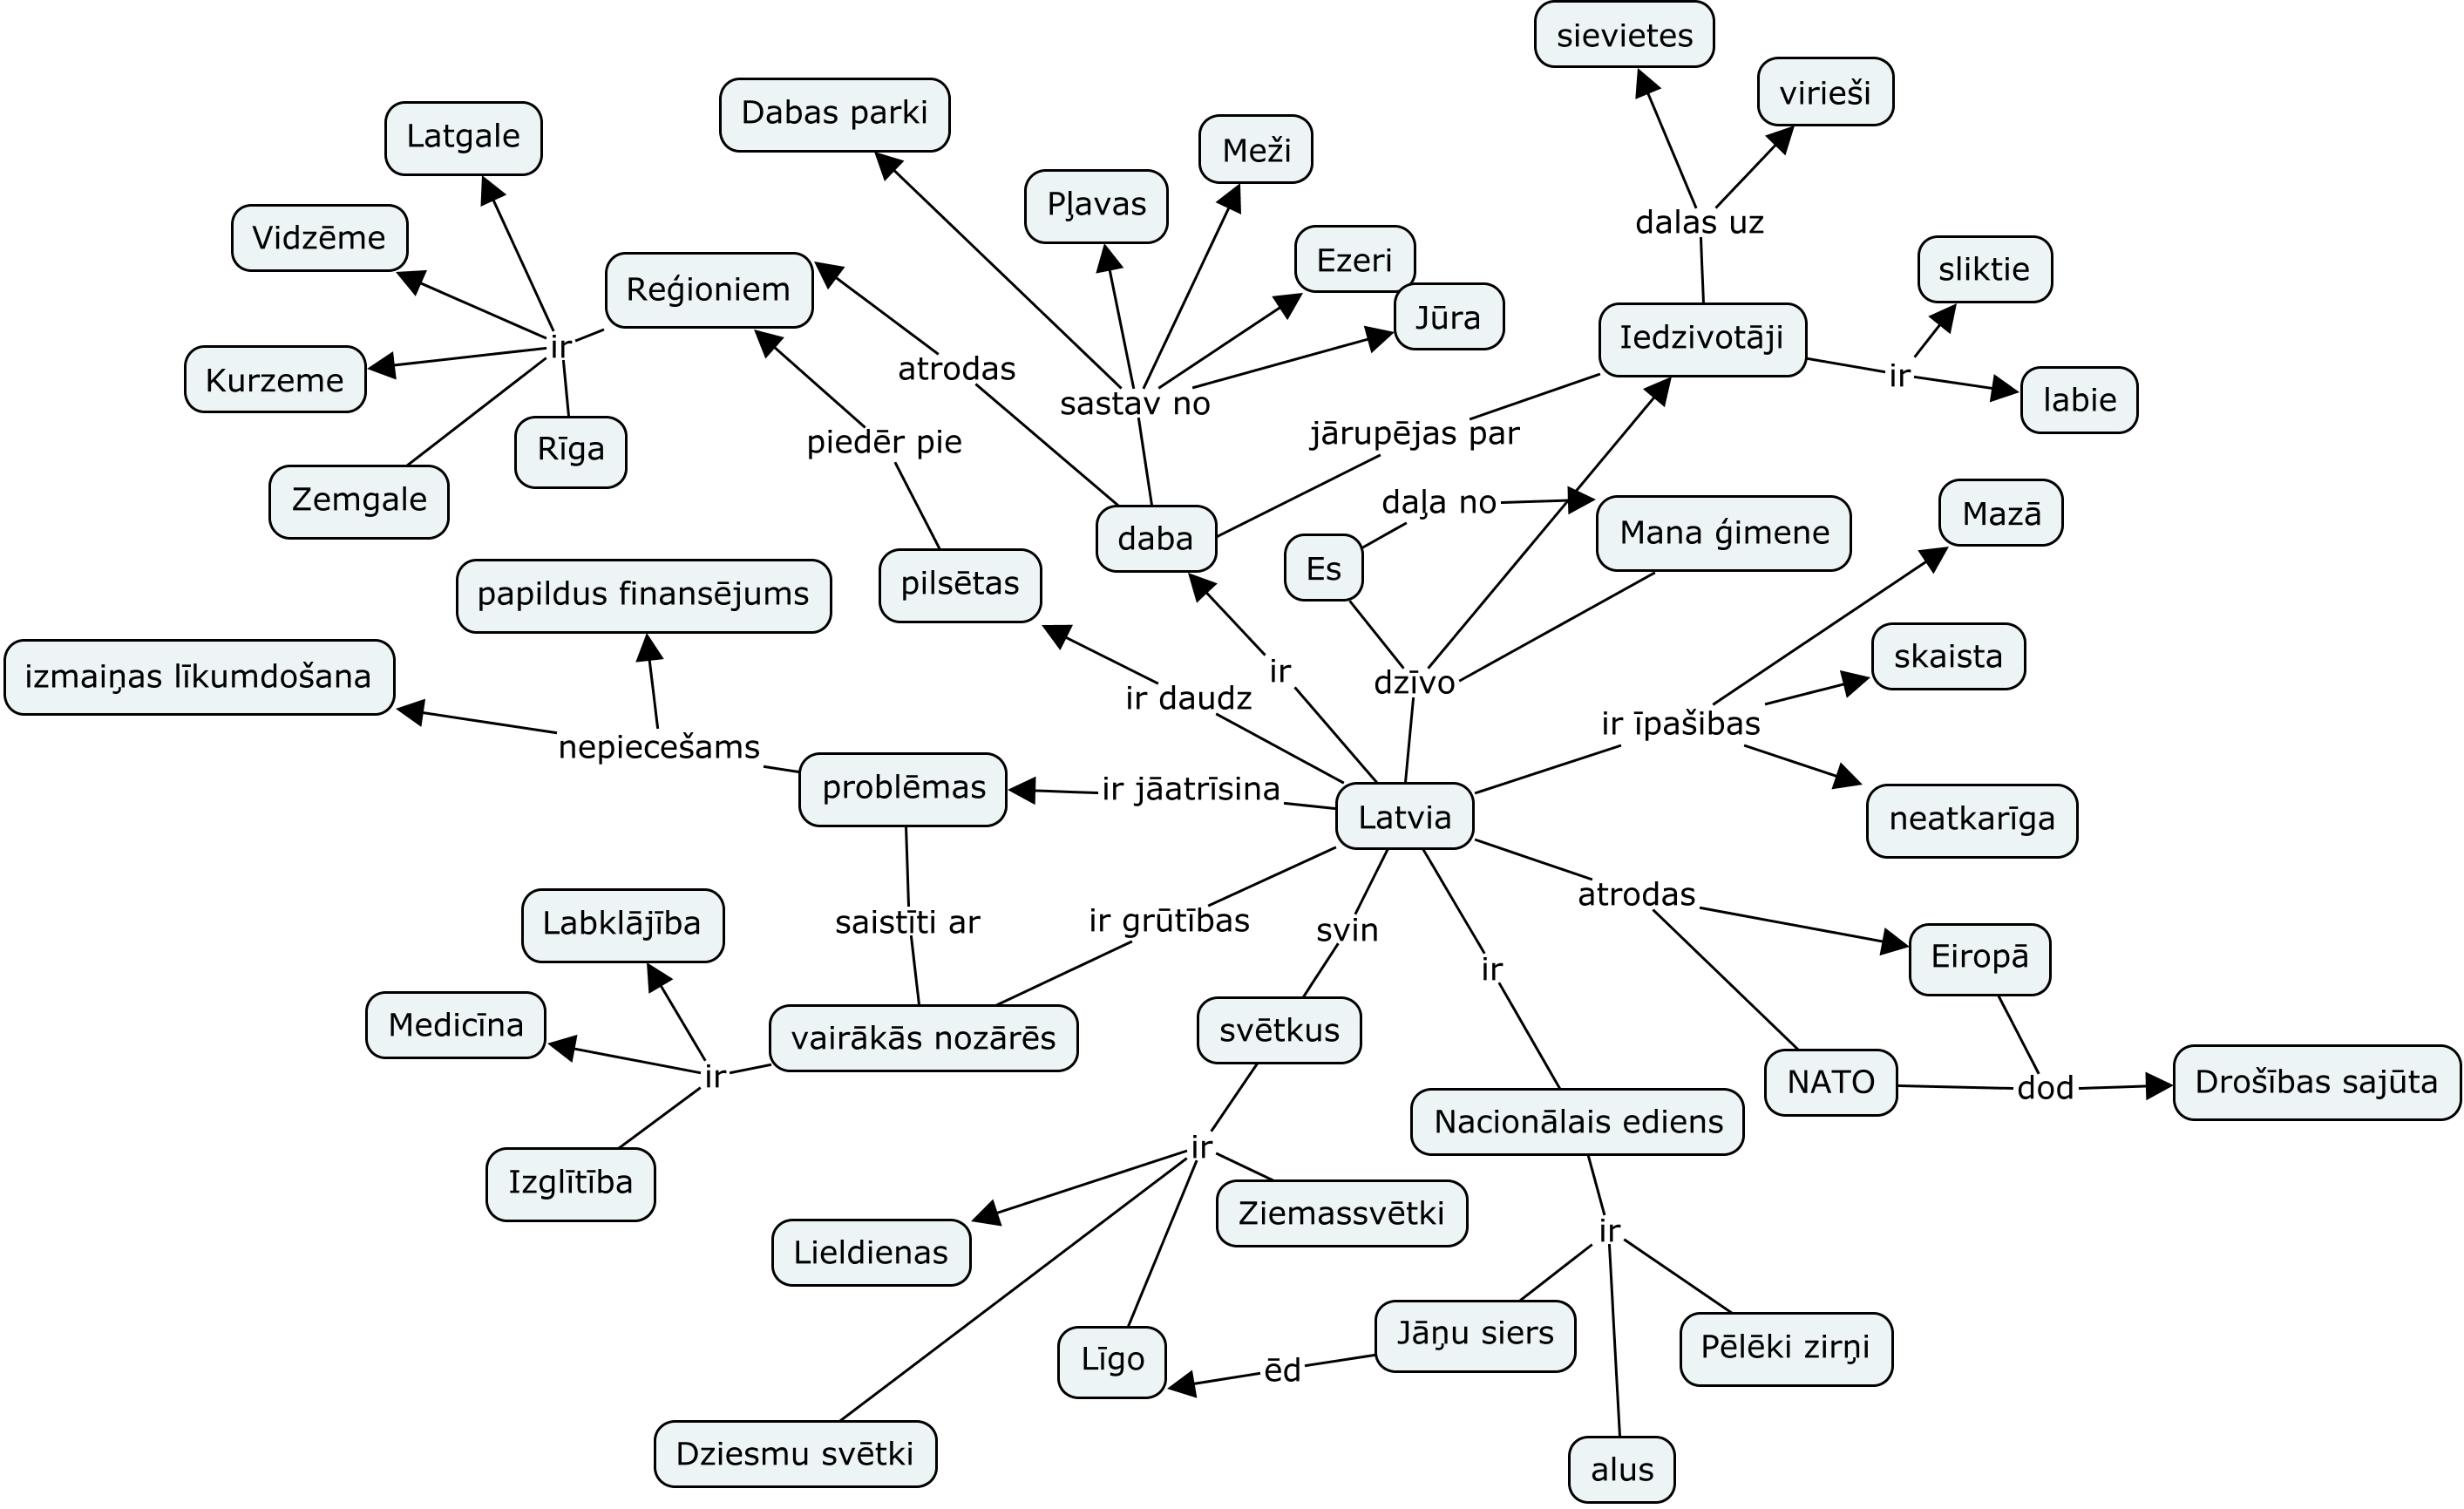 sievietes
virieši
Dabas parki
Latgale
Meži
Pļavas
dalas uz
Vidzēme
Ezeri
sliktie
Reģioniem
Jūra
Iedzivotāji
ir
atrodas
ir
Kurzeme
labie
sastav no
jārupējas par
piedēr pie
Rīga
Zemgale
daļa no
Mazā
Mana ģimene
daba
Es
pilsētas
papildus finansējums
skaista
ir
izmaiņas līkumdošana
dzīvo
ir daudz
ir īpašibas
nepiecešams
problēmas
ir jāatrīsina
Latvia
neatkarīga
atrodas
Labklājība
saistīti ar
ir grūtības
svin
Eiropā
ir
Medicīna
vairākās nozārēs
svētkus
ir
NATO
dod
Drošības sajūta
Nacionālais ediens
ir
Izglītība
Ziemassvētki
ir
Lieldienas
Jāņu siers
Pēlēki zirņi
Līgo
ēd
Dziesmu svētki
alus